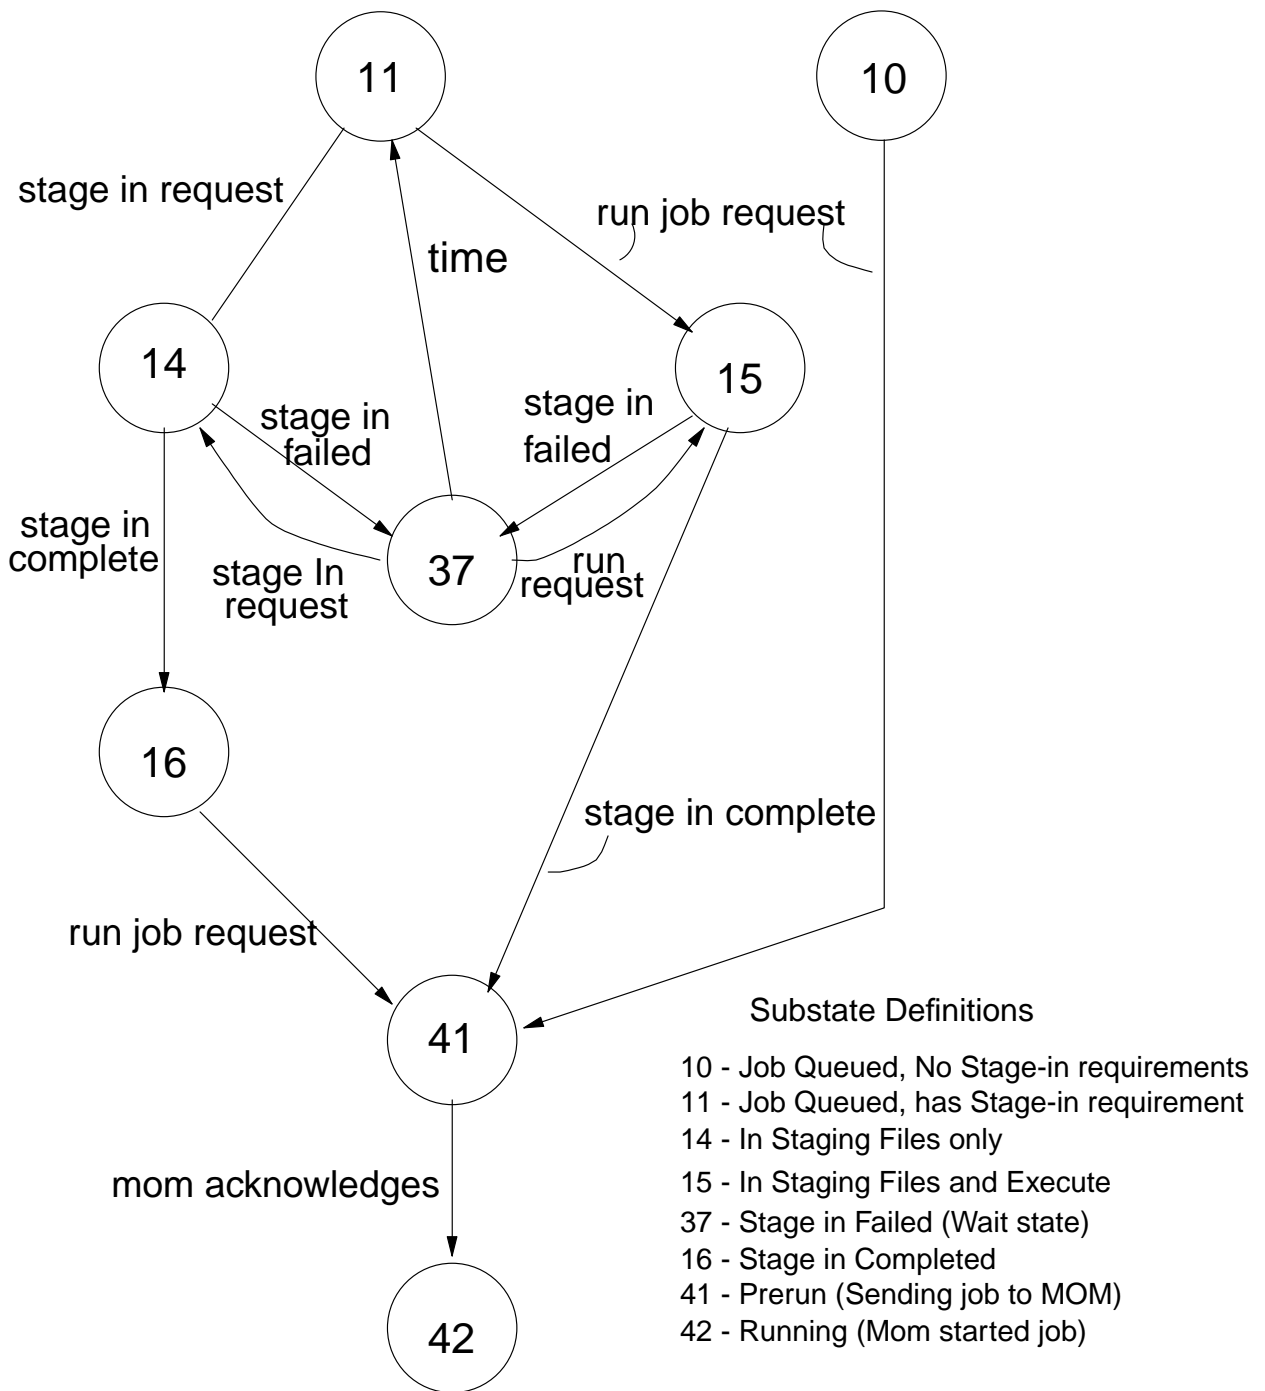 11
10
stage in request
run job request
time
14
15
stage in
failed
stage in
failed
stage in
complete
stage In
request
37
run
request
16
stage in complete
run job request
41
mom acknowledges
42
Substate Definitions
10 - Job Queued, No Stage-in requirements
11 - Job Queued, has Stage-in requirement
14 - In Staging Files only
15 - In Staging Files and Execute
37 - Stage in Failed (Wait state)
16 - Stage in Completed
41 - Prerun (Sending job to MOM)
42 - Running (Mom started job)